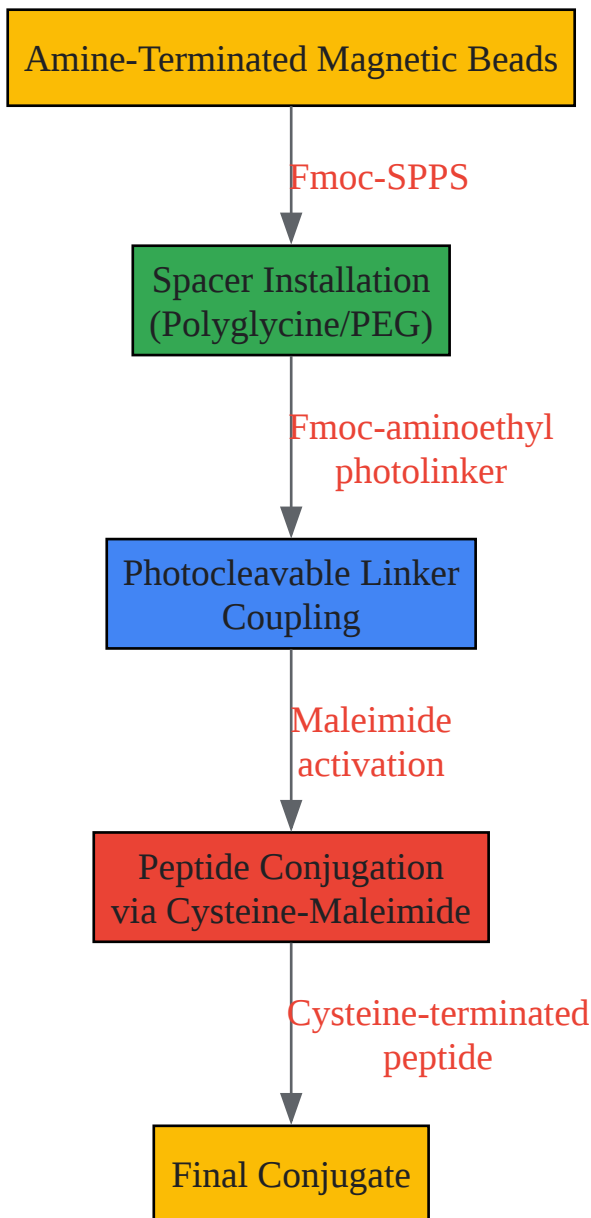 Amine-Terminated Magnetic Beads
Fmoc-SPPS
Spacer Installation
(Polyglycine/PEG)
Fmoc-aminoethyl
photolinker
Photocleavable Linker
Coupling
Maleimide
activation
Peptide Conjugation
via Cysteine-Maleimide
Cysteine-terminated
peptide
Final Conjugate